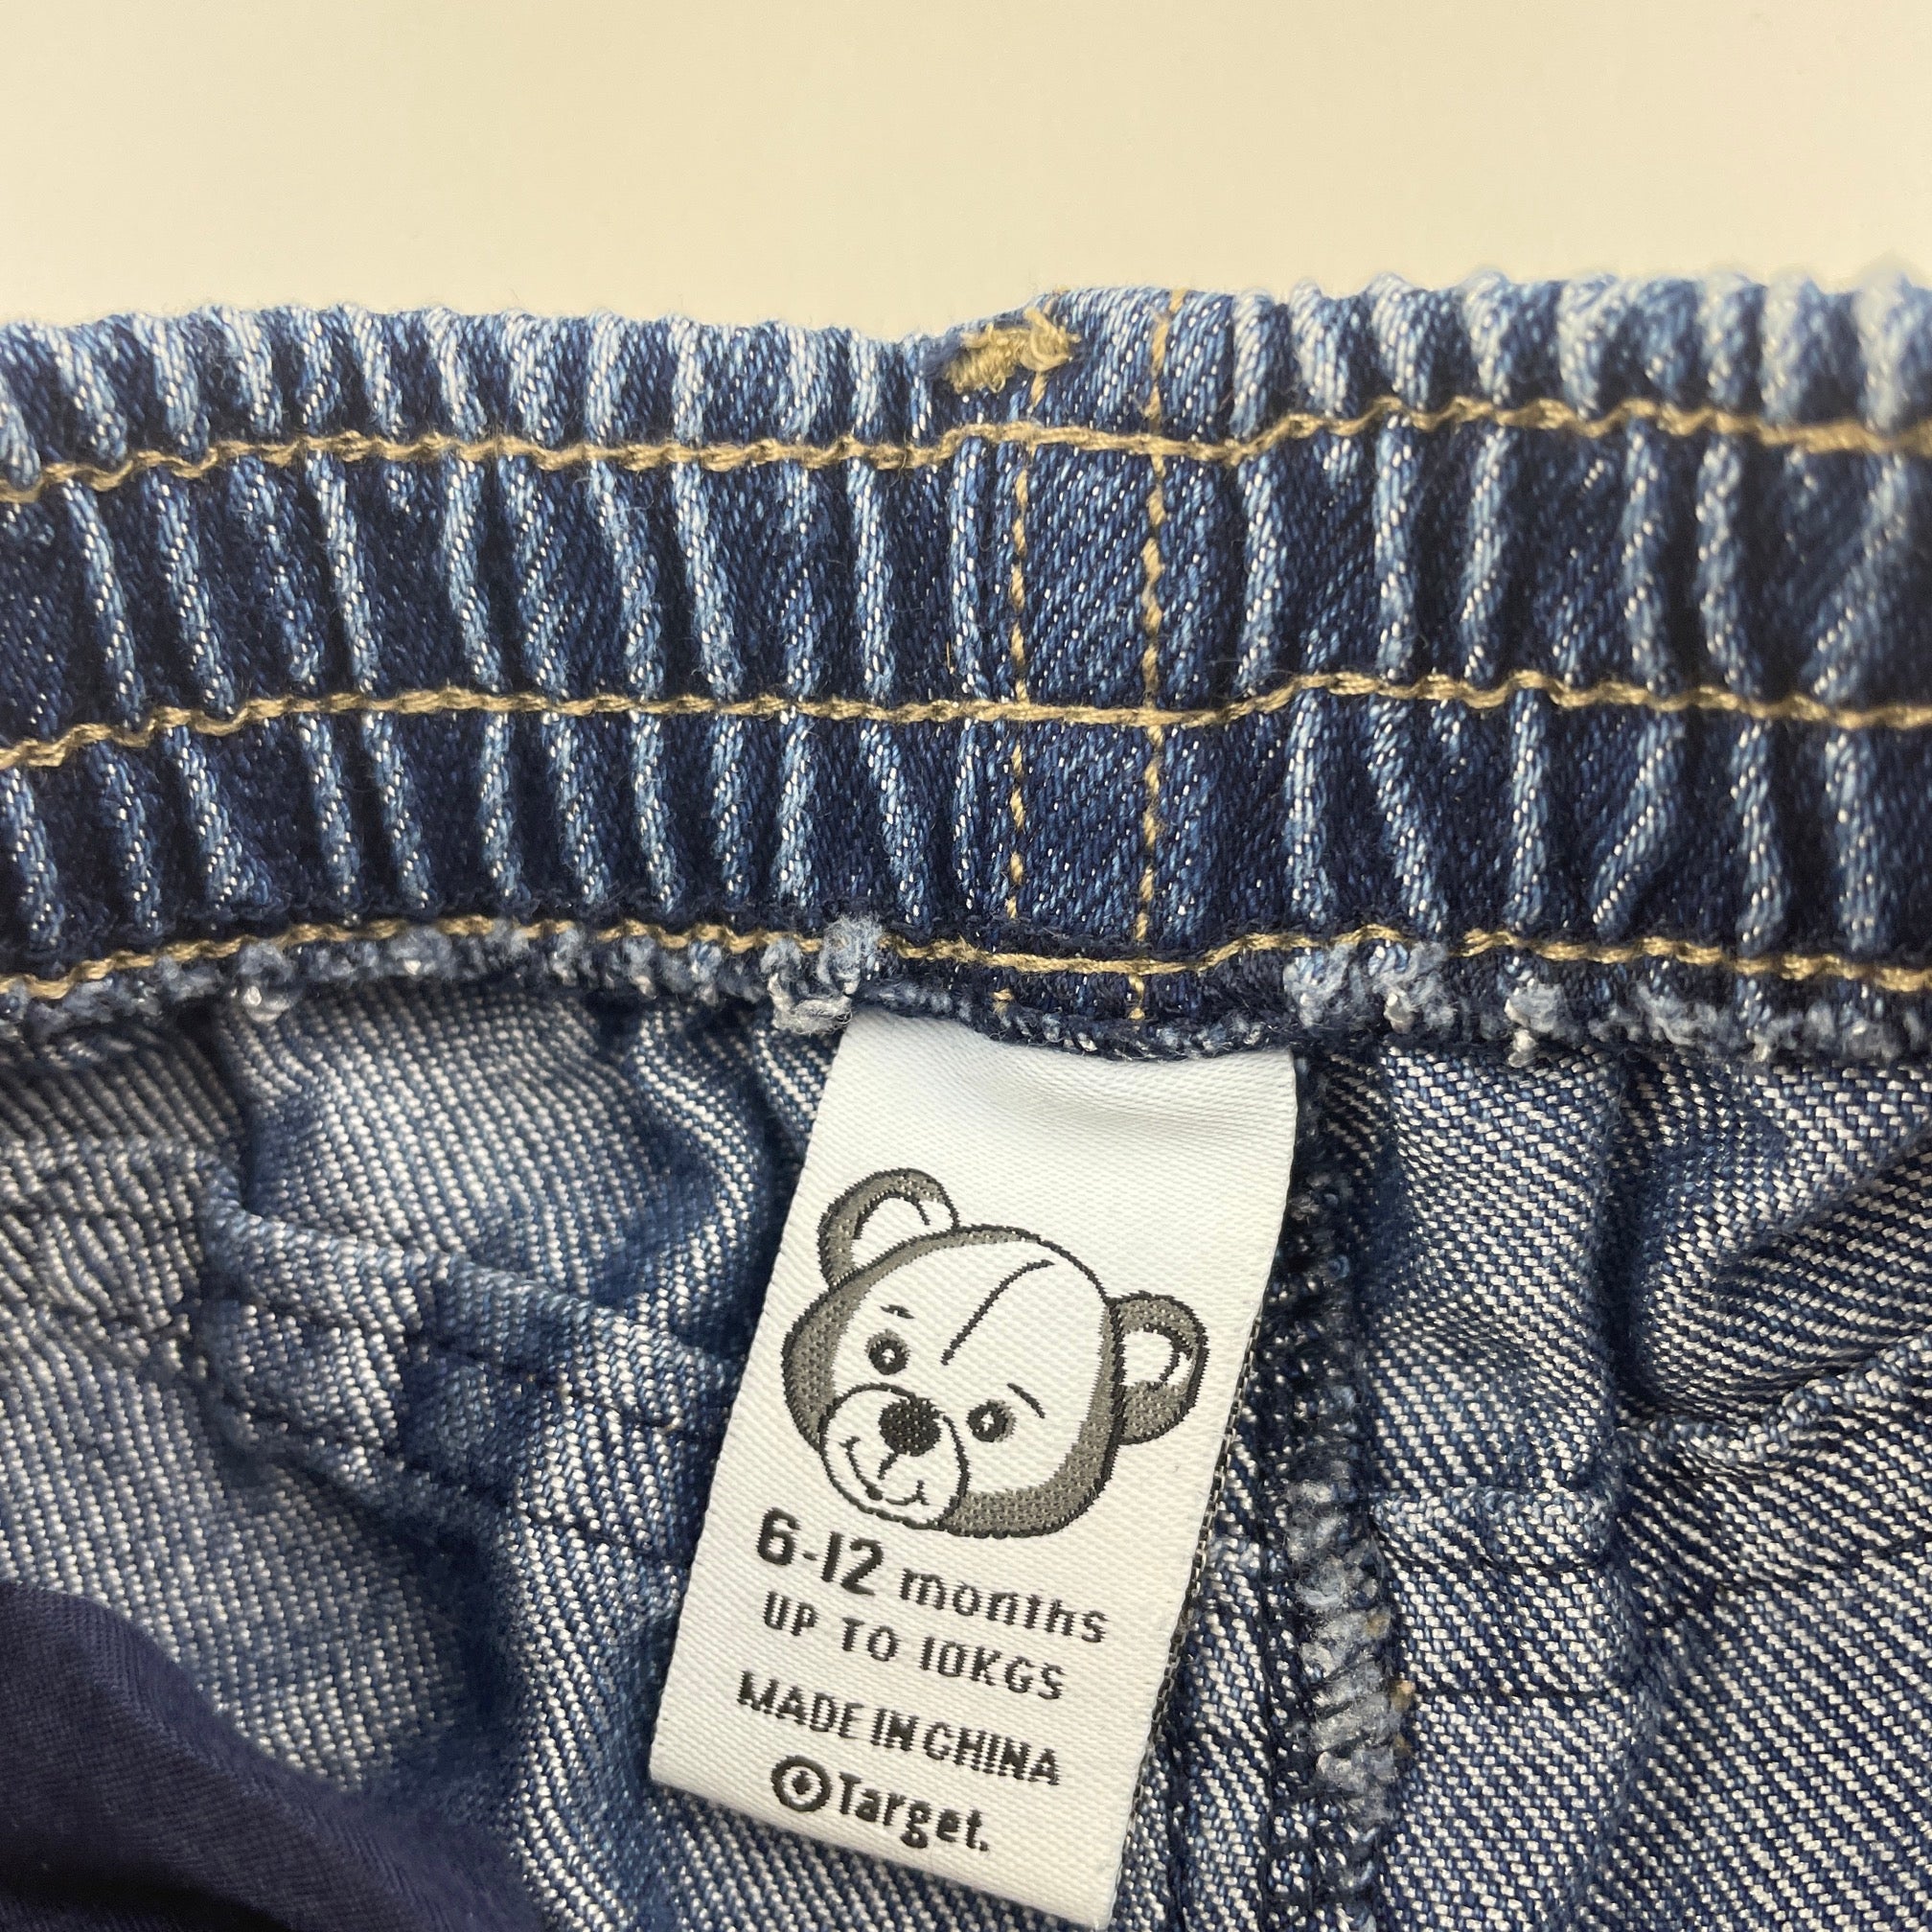 6-12 months
UP TO 10KGS
MADE IN CHINA
Target.